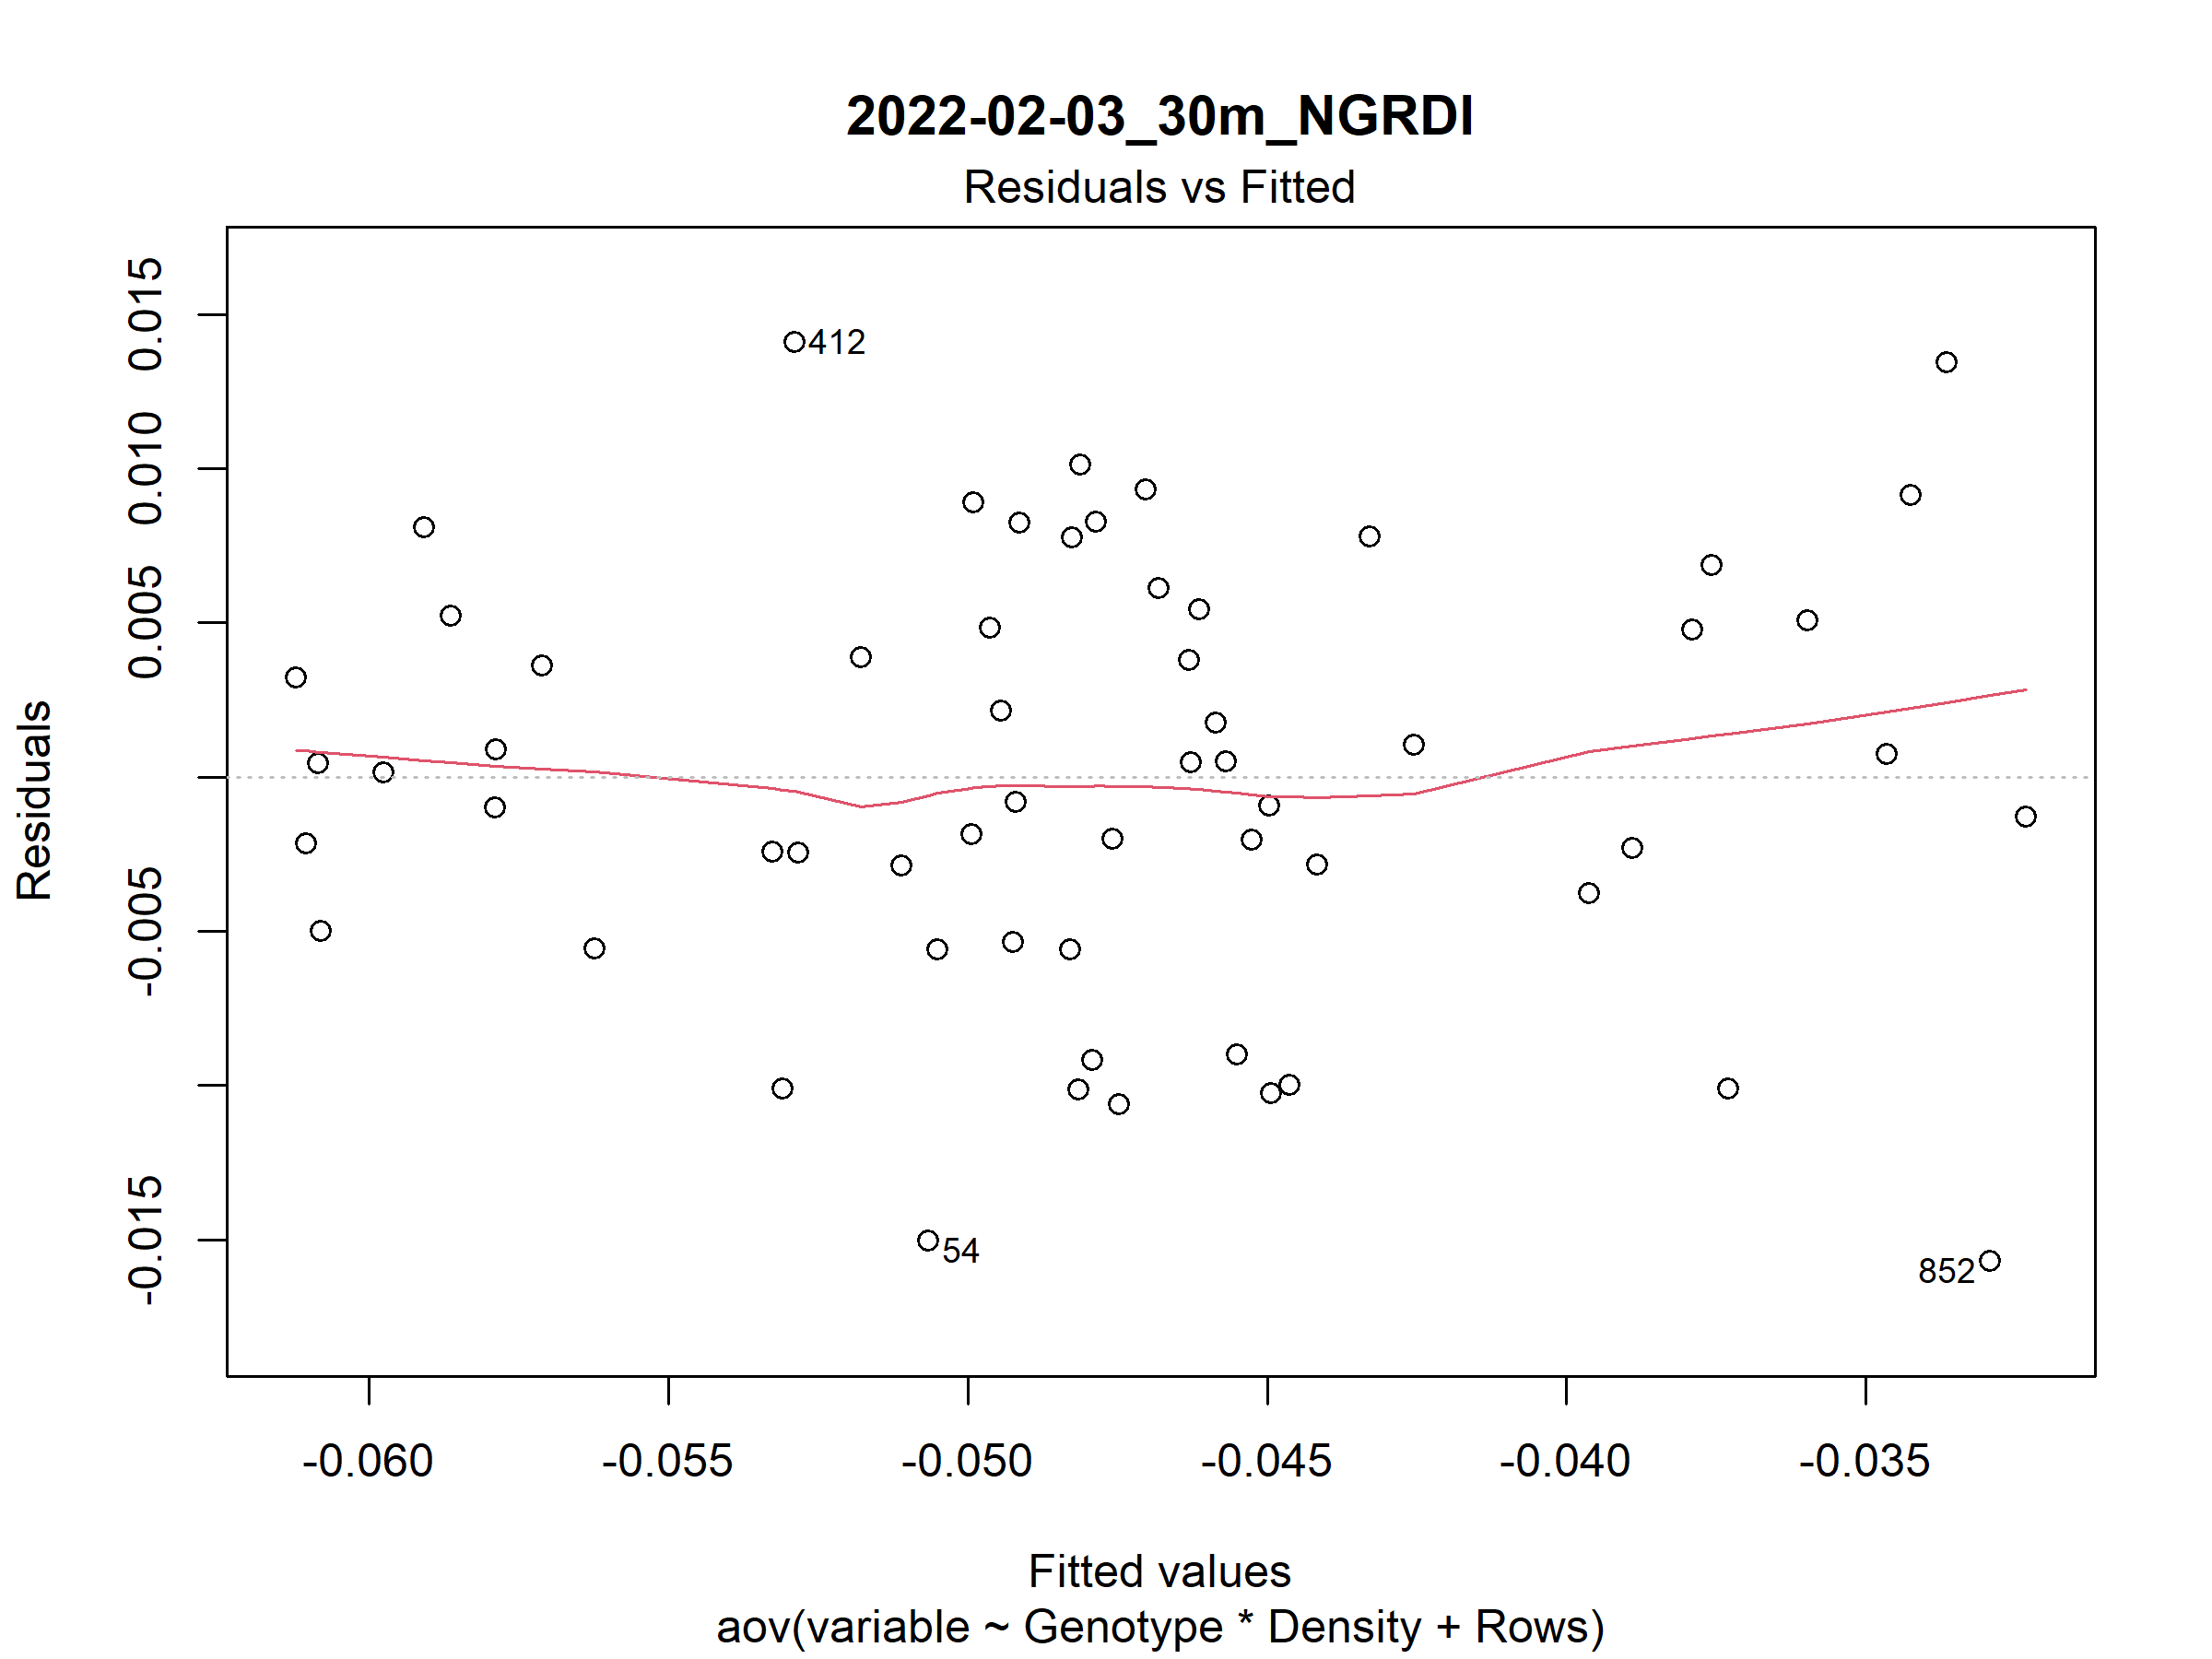 2022-02-03_30m_NGRDI
Residuals vs Fitted
Residuals
0.015
0.010
0.005
-0.005
-0.015
412
54
852
-0.060 -0.055 -0.050 -0.045 -0.040 -0.035
Fitted values
aov(variable ~ Genotype * Density + Rows)